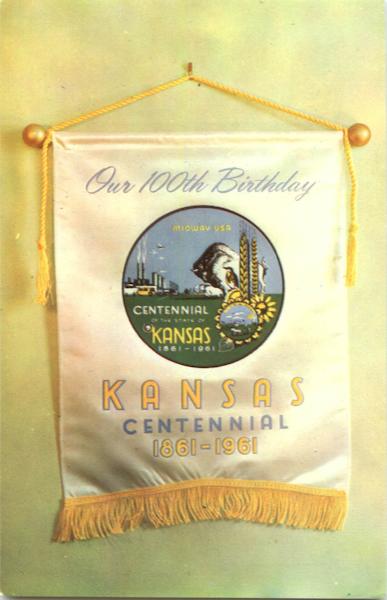 Our 100th Birthday
MIDWAY USA
CENTENNIAL
OF THE STATE OF
KANSAS
1861-1961
KANSAS
CENTENNIAL
1861-1961